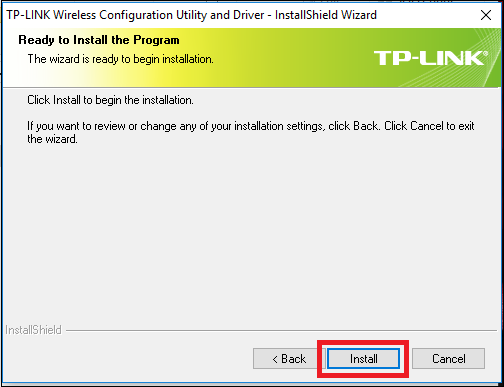 TP-LINK Wireless Configuration Utility and Driver - InstallShield Wizard
Ready to Install the Program
The wizard is ready to begin installation.
TP-LINK®
Click Install to begin the installation.
If you want to review or change any of your installation settings, click Back. Click Cancel to exit
the wizard.
InstallShield
< Back
Install
Cancel